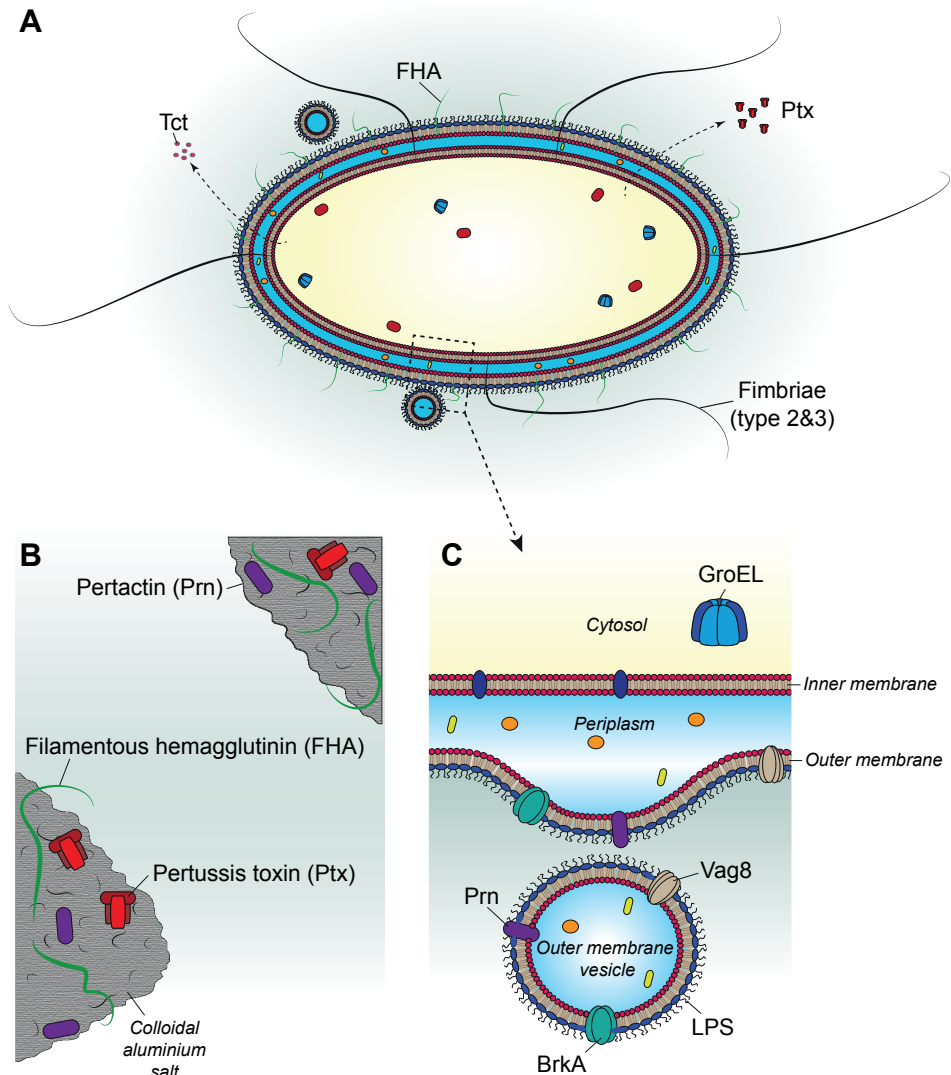 A
FHA
Tct
Ptx
Fimbriae
(type 2&3)
B
Pertactin (Prn)
Filamentous hemagglutinin (FHA)
Pertussis toxin (Ptx)
Colloidal
aluminium
salt
C
GroEL
Cytosol
Inner membrane
Periplasm
Outer membrane
Vag8
Prn
Outer membrane
vesicle
LPS
BrkA